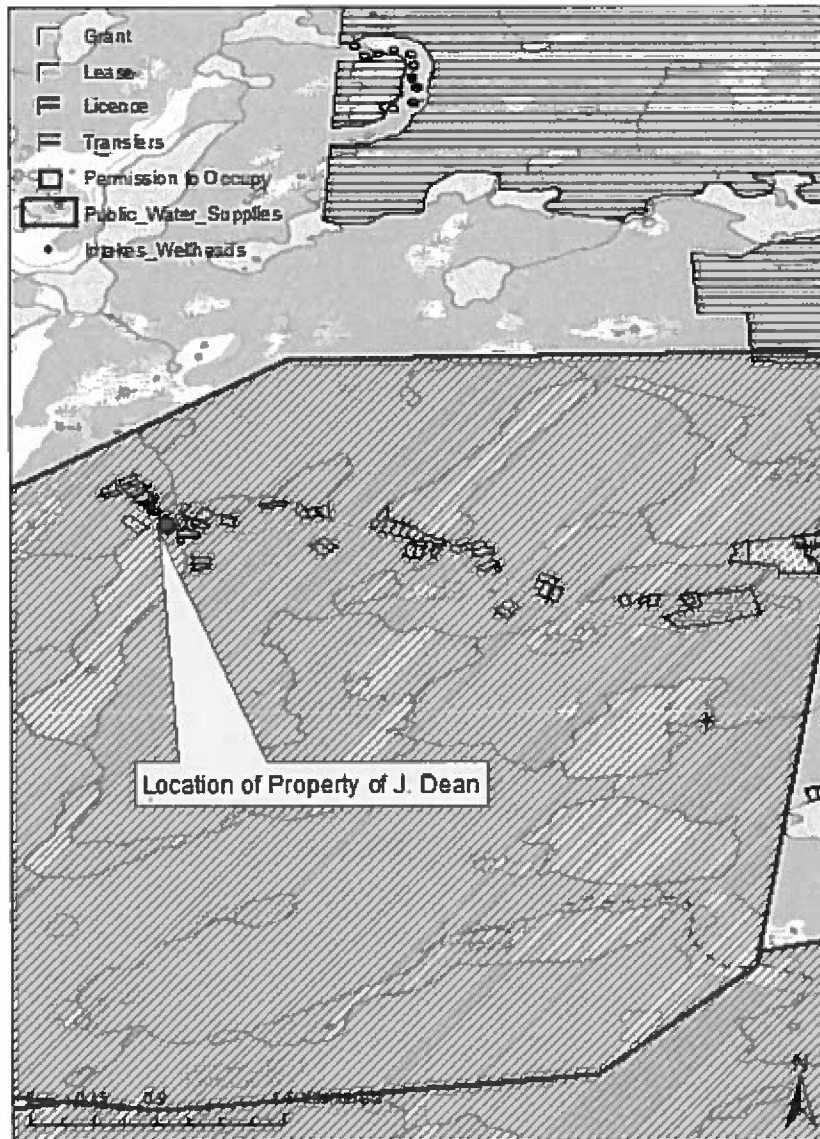 Grant
Lease
Licence
Transfers
Permission to Occupy
Public_Water_Supplies
Intakes_Wellheads
Location of Property of J. Dean
N